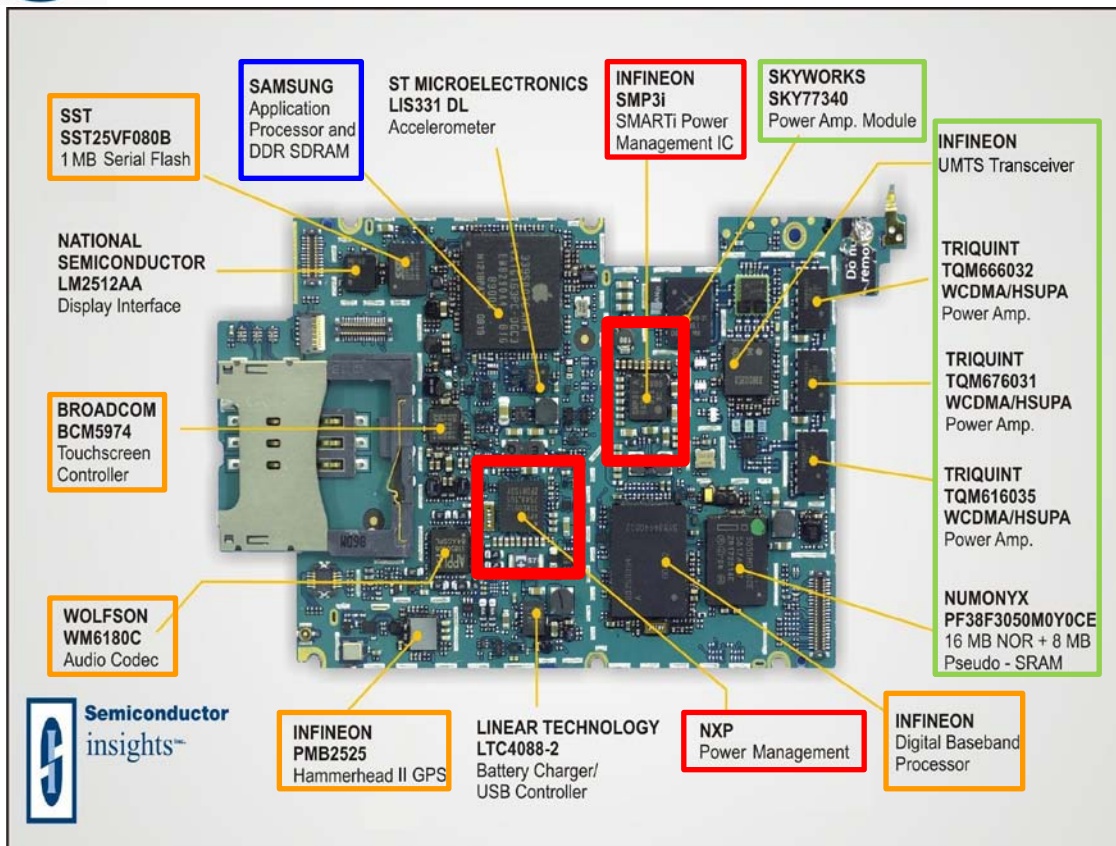 SST
SST25VF080B
1 MB Serial Flash
SAMSUNG
Application
Processor and
DDR SDRAM
ST MICROELECTRONICS
LIS331 DL
Accelerometer
INFINEON
SMP3i
SMARTi Power
Management IC
SKYWORKS
SKY77340
Power Amp. Module
INFINEON
UMTS Transceiver
NATIONAL
SEMICONDUCTOR
LM2512AA
Display Interface
TRIQUINT
TQM666032
WCDMA/HSUPA
Power Amp.
Do n
remo
BROADCOM
BCM5974
Touchscreen
Controller
TRIQUINT
TQM676031
WCDMA/HSUPA
Power Amp.
TRIQUINT
TQM616035
WCDMA/HSUPA
Power Amp.
WOLFSON
WM6180C
Audio Codec
NUMONYX
PF38F3050M0Y0CE
16 MB NOR + 8 MB
Pseudo - SRAM
Semiconductor
insights
INFINEON
PMB2525
Hammerhead II GPS
LINEAR TECHNOLOGY
LTC4088-2
Battery Charger/
USB Controller
NXP
Power Management
INFINEON
Digital Baseband
Processor